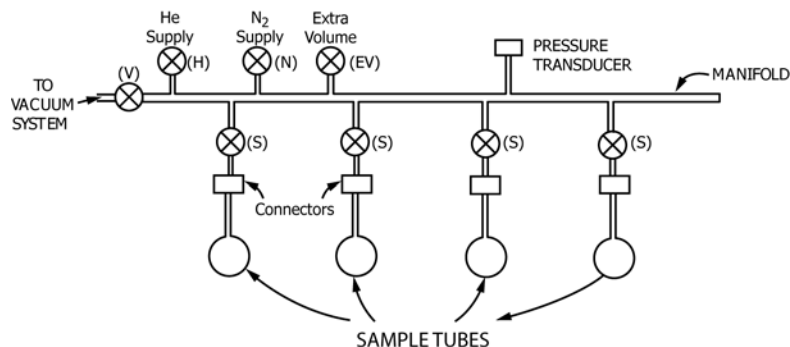 He
Supply
N₂
Supply
Extra
Volume
(V)
(H)
(N)
(EV)
PRESSURE
TRANSDUCER
MANIFOLD
TO
VACUUM
SYSTEM
(S)
(S)
(S)
(S)
Connectors
SAMPLE TUBES